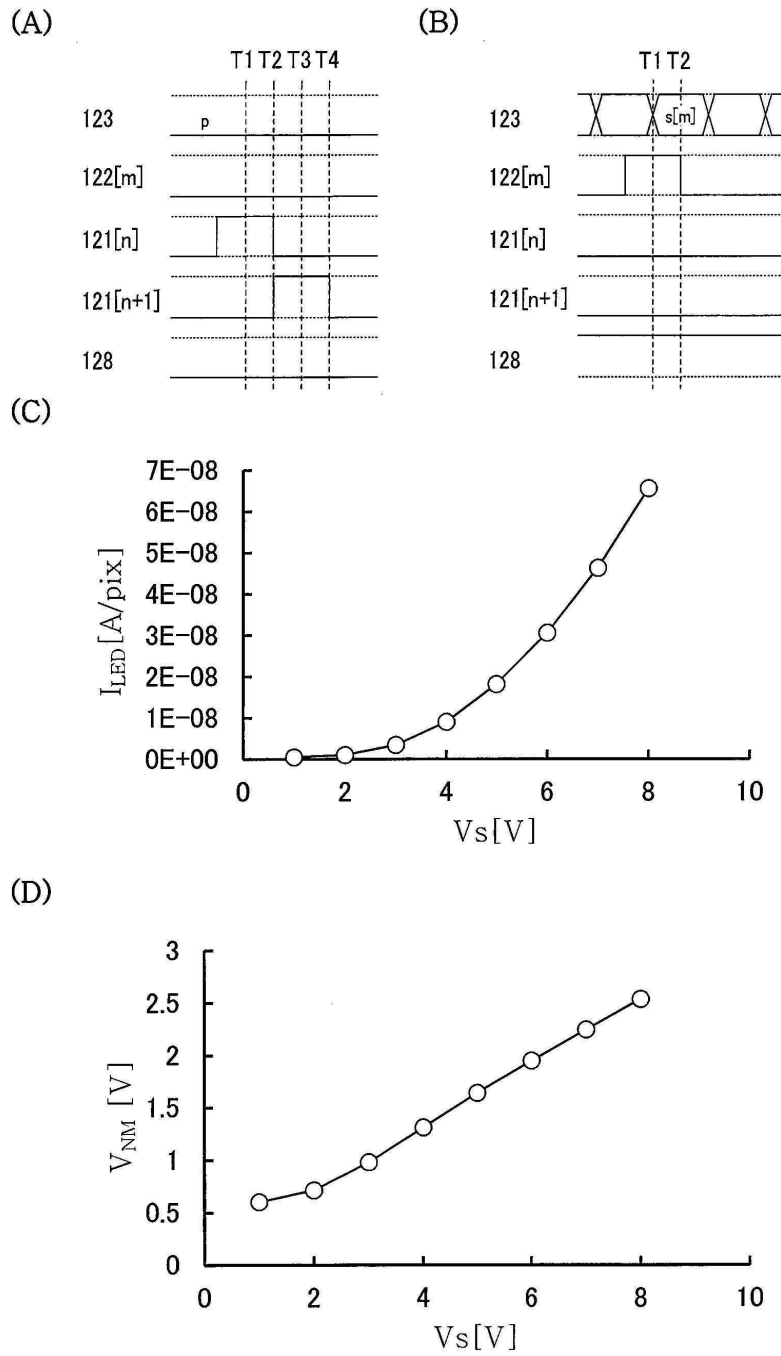 (A)
T1 T2 T3 T4
123
p
122[m]
121[n]
121[n+1]
128
(B)
T1 T2
123
s[m]
122[m]
121[n]
121[n+1]
128
(C)
7E-08
6E-08
5E-08
4E-08
3E-08
2E-08
1E-08
0E+00
I_LED[A/pix]
0 2 4 6 8 10
Vs[V]
(D)
3
2.5
2
1.5
1
0.5
0
V_NM [V]
0 2 4 6 8 10
Vs[V]